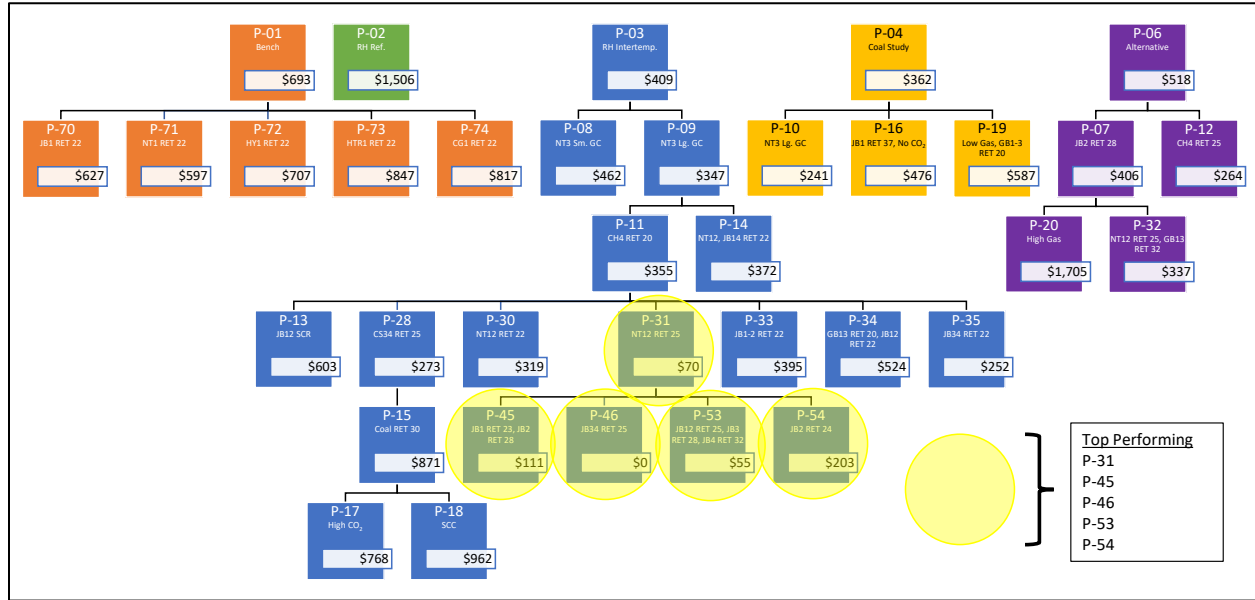 P-01
Bench
$693
P-02
RH Ref.
$1,506
P-03
RH Intertemp.
$409
P-04
Coal Study
$362
P-06
Alternative
$518
P-70
JB1 RET 22
$627
P-71
NT1 RET 22
$597
P-72
HY1 RET 22
$707
P-73
HTR1 RET 22
$847
P-74
CG1 RET 22
$817
P-08
NT3 Sm. GC
$462
P-09
NT3 Lg. GC
$347
P-10
NT3 Lg. GC
$241
P-16
JB1 RET 37, No CO₂
$476
P-19
Low Gas, GB1-3
RET 20
$587
P-07
JB2 RET 28
$406
P-12
CH4 RET 25
$264
P-11
CH4 RET 20
$355
P-14
NT12, JB14 RET 22
$372
P-20
High Gas
$1,705
P-32
NT12 RET 25, GB13
RET 32
$337
P-13
JB12 SCR
$603
P-28
CS34 RET 25
$273
P-30
NT12 RET 22
$319
P-31
NT12 RET 25
$70
P-33
JB1-2 RET 22
$395
P-34
GB13 RET 20, JB12
RET 22
$524
P-35
JB34 RET 22
$252
P-15
Coal RET 30
$871
P-45
JB1 RET 23, JB2
RET 28
$111
P-46
JB34 RET 25
$0
P-53
JB12 RET 25, JB3
RET 28, JB4 RET 32
$55
P-54
JB2 RET 24
$203
P-17
High CO₂
$768
P-18
SCC
$962
Top Performing
P-31
P-45
P-46
P-53
P-54